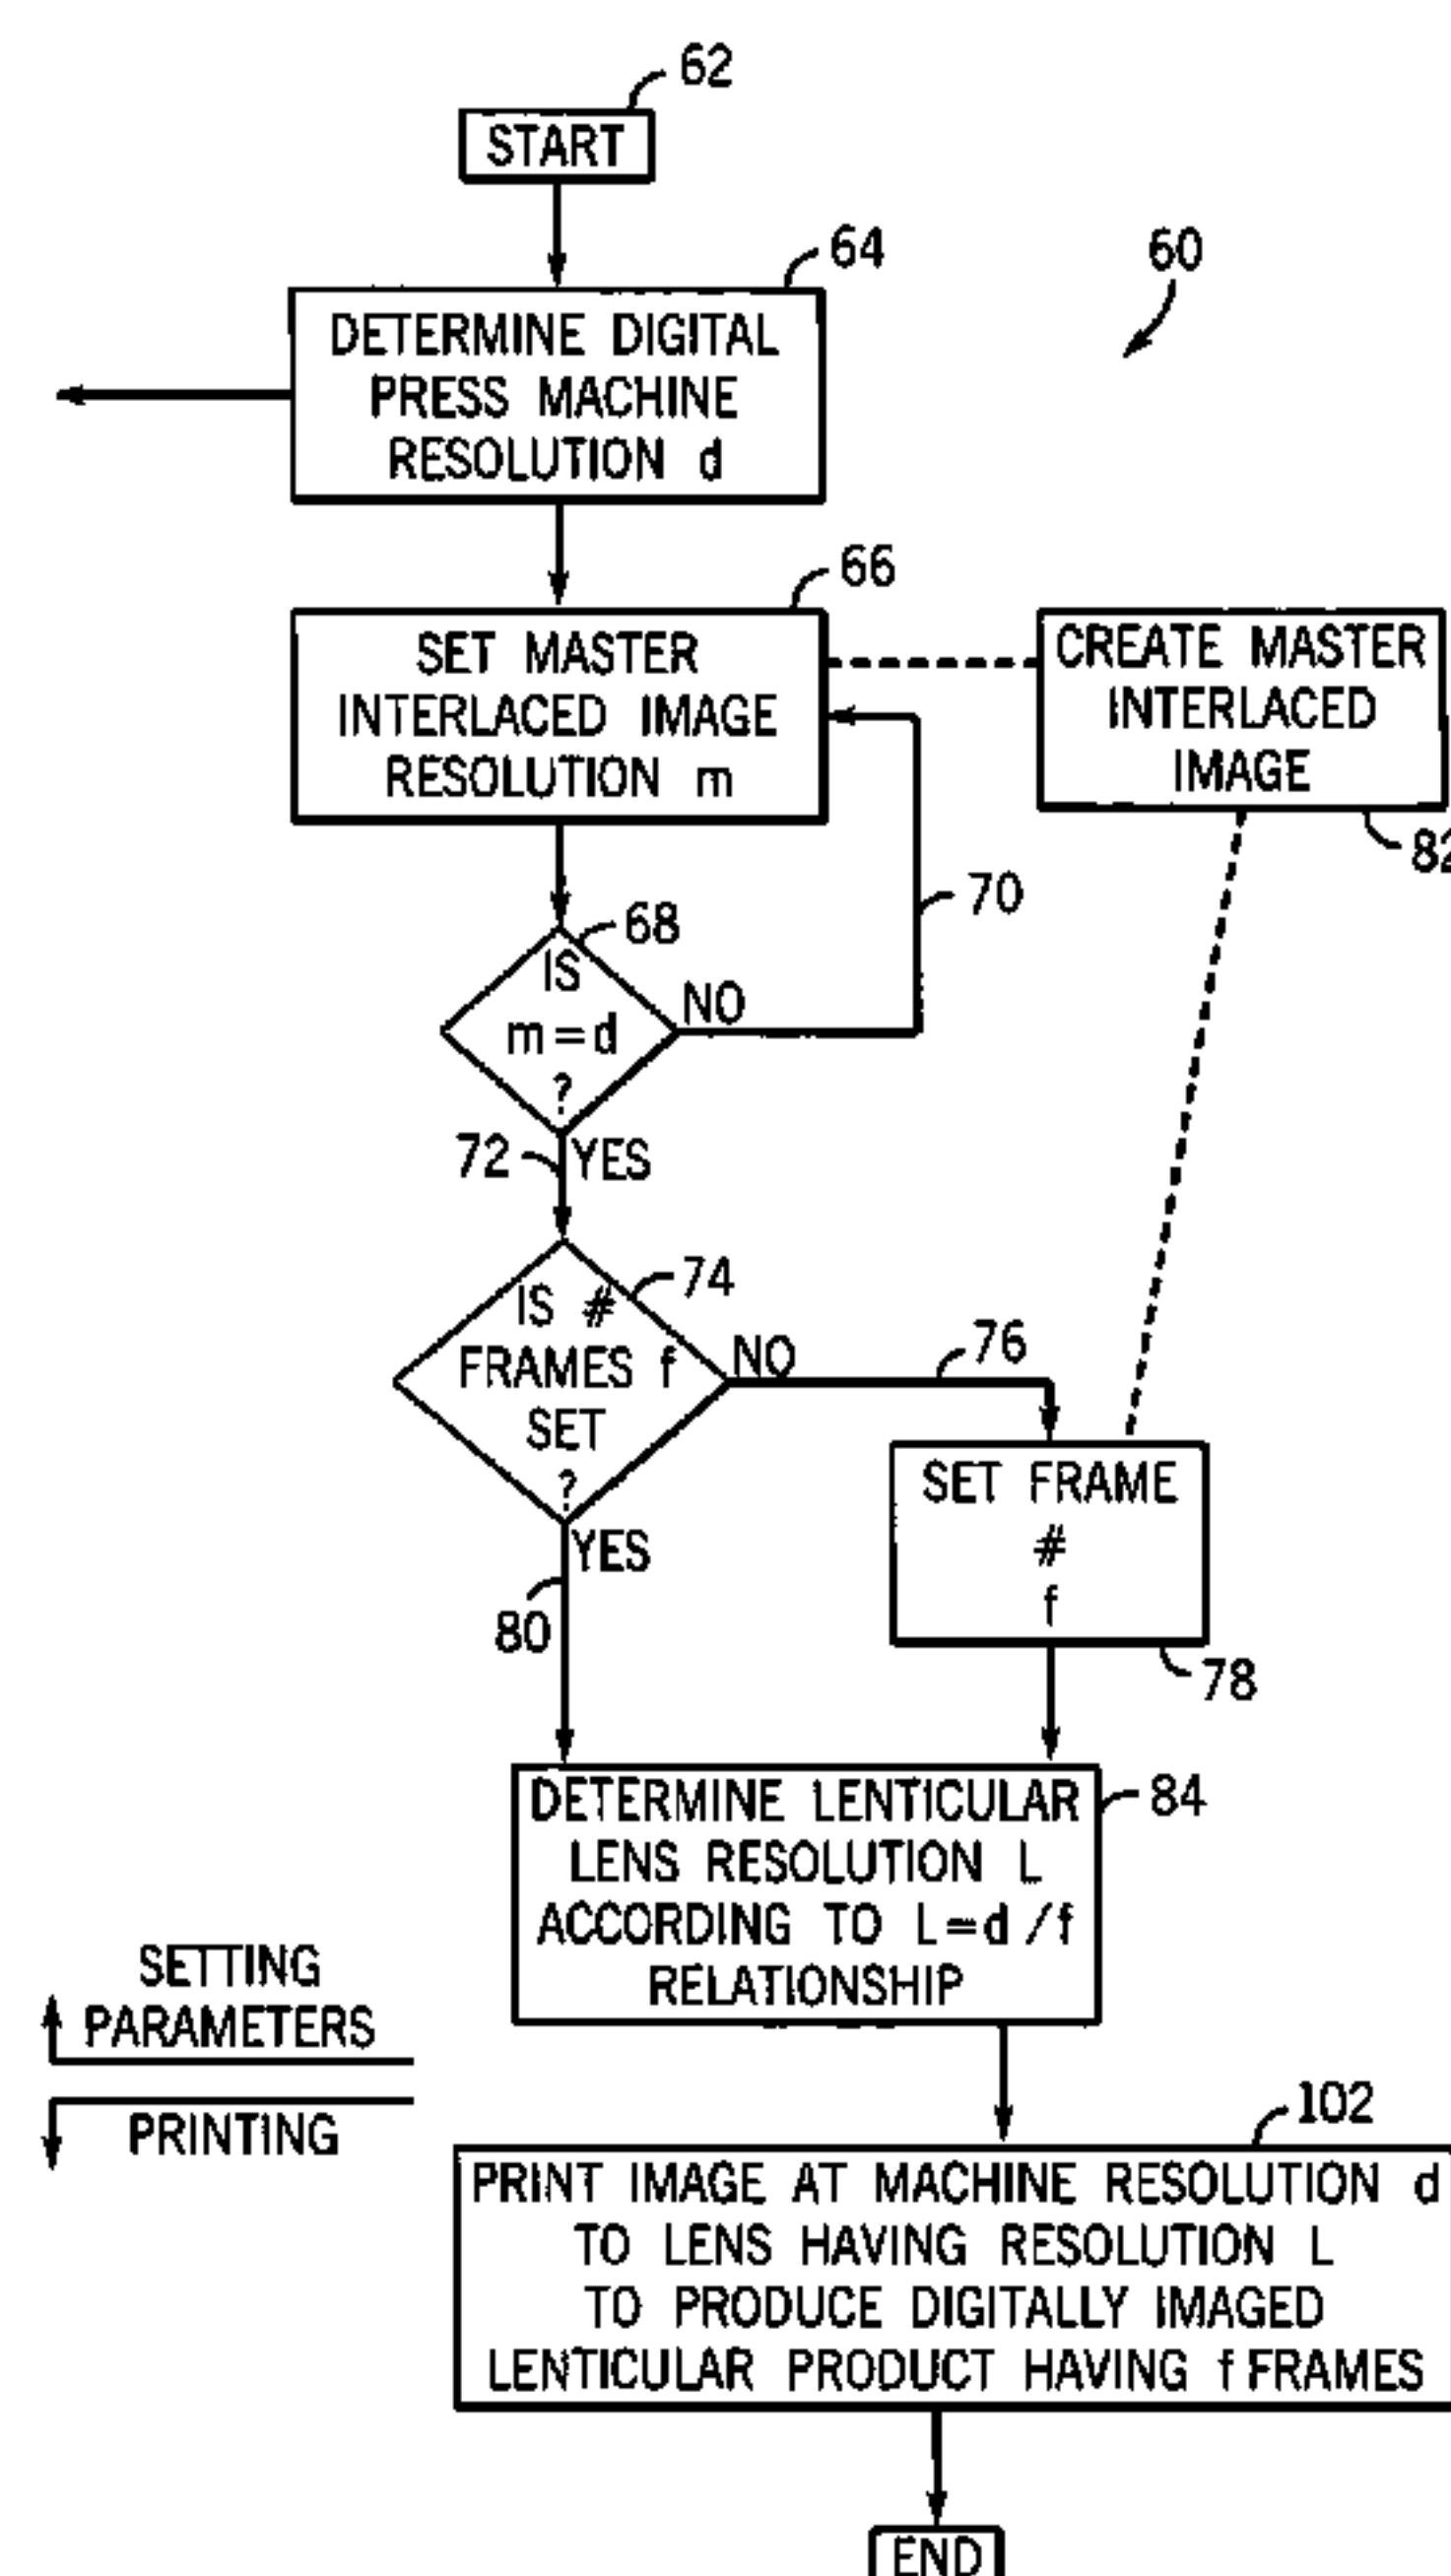 62
START
64
60
DETERMINE DIGITAL
PRESS MACHINE
RESOLUTION d
66
SET MASTER
INTERLACED IMAGE
RESOLUTION m
CREATE MASTER
INTERLACED
IMAGE
82
70
68
IS
m=d
?
NO
72
YES
74
IS #
FRAMES f
SET
?
NO
76
YES
80
SET FRAME
#
f
78
DETERMINE LENTICULAR
LENS RESOLUTION L
ACCORDING TO L=d/f
RELATIONSHIP
84
SETTING
PARAMETERS
PRINTING
102
PRINT IMAGE AT MACHINE RESOLUTION d
TO LENS HAVING RESOLUTION L
TO PRODUCE DIGITALLY IMAGED
LENTICULAR PRODUCT HAVING f FRAMES
END